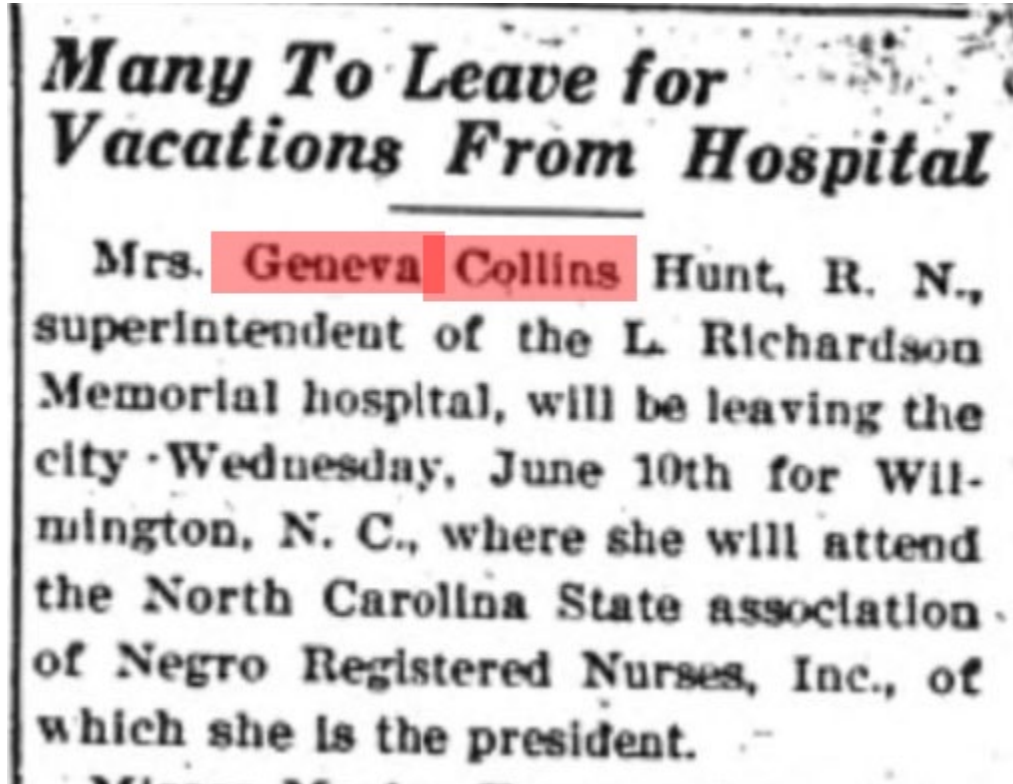 Many To Leave for
Vacations From Hospital
Mrs. Geneva Collins Hunt, R. N.,
superintendent of the L. Richardson
Memorial hospital, will be leaving the
city Wednesday, June 10th for Wil-
mington, N. C., where she will attend
the North Carolina State association
of Negro Registered Nurses, Inc., of
which she is the president.